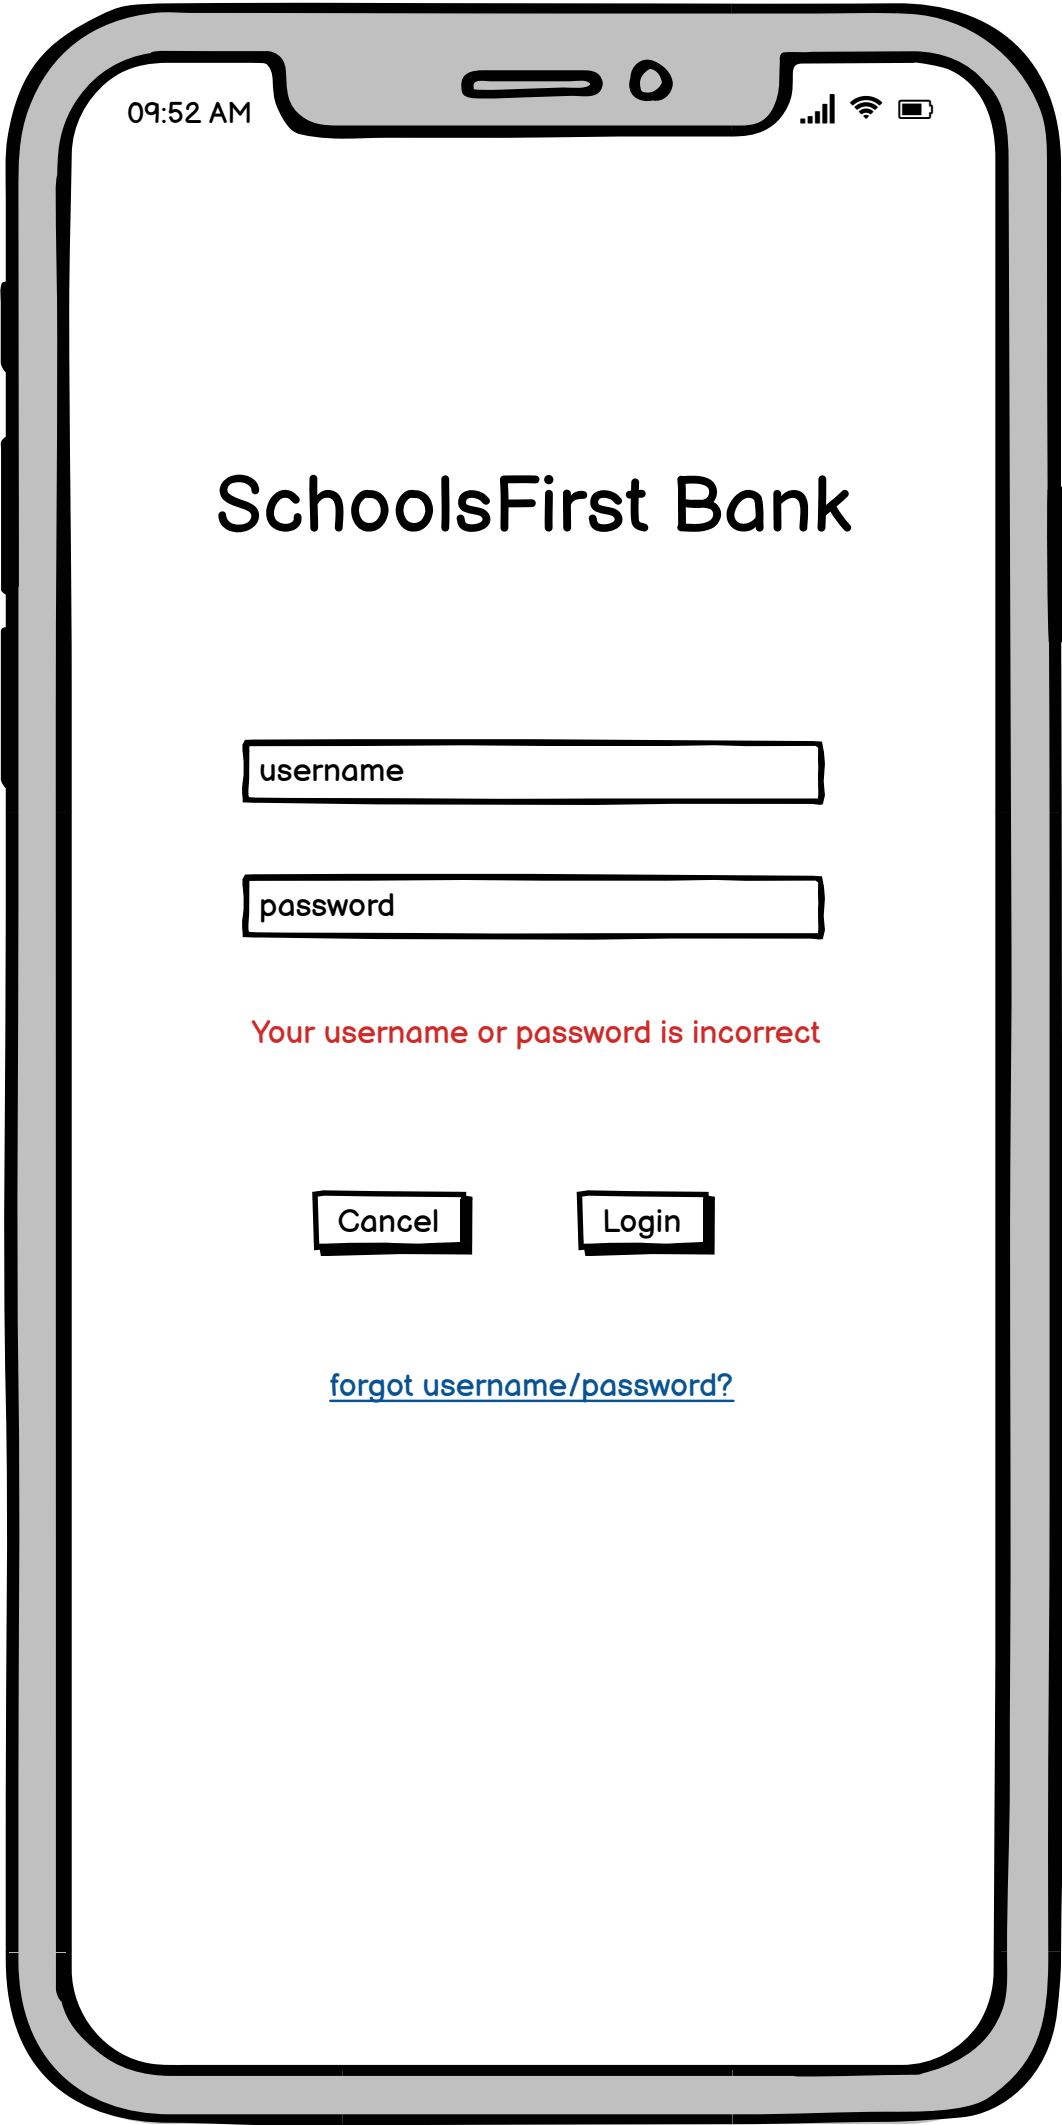 09:52 AM
SchoolsFirst Bank
username
password
Your username or password is incorrect
Cancel
Login
forgot username/password?